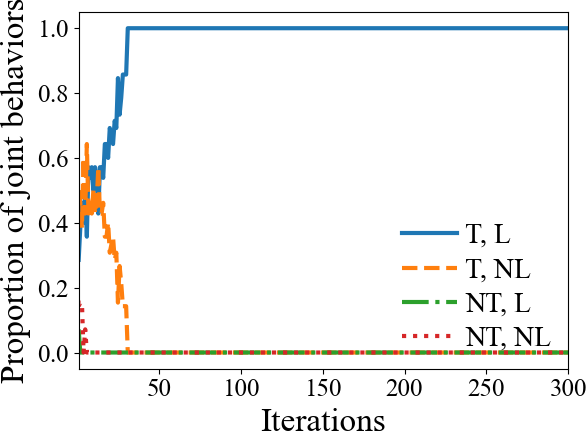 Proportion of joint behaviors
1.0
0.8
0.6
0.4
0.2
0.0
T, L
T, NL
NT, L
NT, NL
50 100 150 200 250 300
Iterations